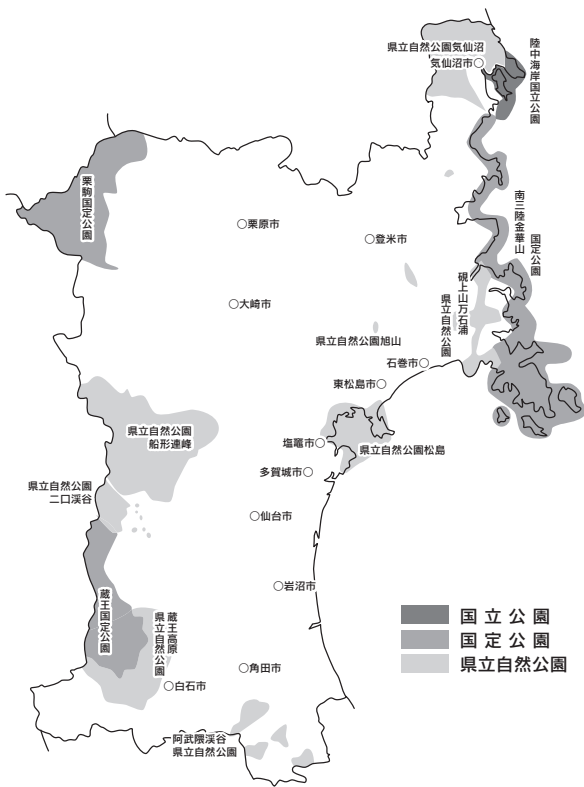 県立自然公園気仙沼
気仙沼市○
陸中海岸国立公園
栗駒国定公園
○栗原市
○登米市
南三陸金華山
国定公園
○大崎市
硯上山万石浦
県立自然公園
県立自然公園旭山
石巻市○
東松島市○
県立自然公園
船形連峰
塩竈市○
県立自然公園松島
多賀城市○
県立自然公園
二口渓谷
○仙台市
○岩沼市
蔵王国定公園
蔵王高原
県立自然公園
○角田市
○白石市
阿武隈渓谷
県立自然公園
国立公園
国定公園
県立自然公園